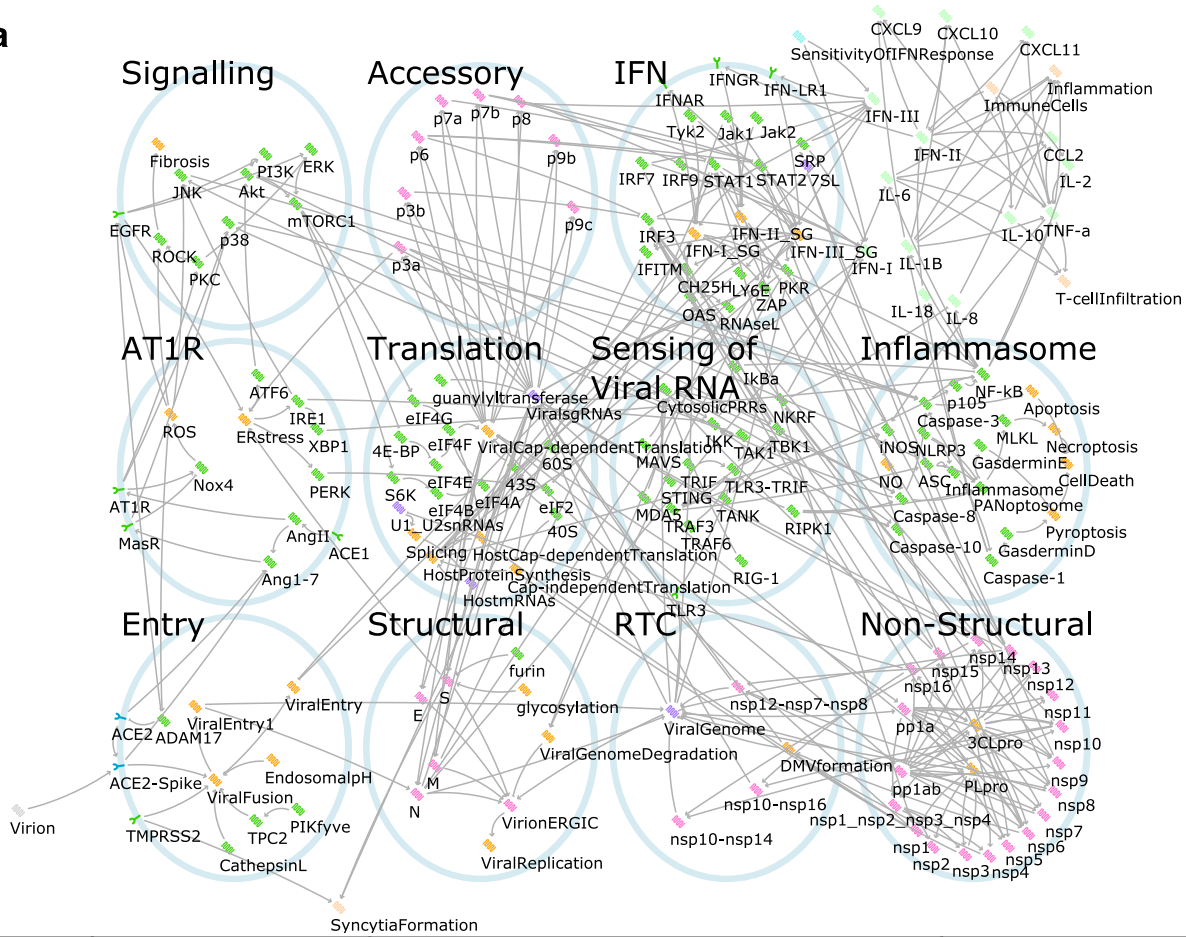 a
Signalling
Fibrosis
JNK
PI3K
ERK
Akt
mTORC1
EGFR
p38
ROCK
PKC
Accessory
p7a
p7b
p8
p6
p9b
p3b
p9c
p3a
IFN
IFNAR
IFNGR
IFN-LR1
Tyk2
Jak1
Jak2
SRP
IRF7
IRF9
STAT1
STAT2
7SL
IRF3
IFN-II_SG
IFN-I_SG
IFN-III_SG
IFITM
CH25H
LY6E
PKR
ZAP
OAS
RNAseL
CXCL9
CXCL10
SensitivityOfIFNResponse
CXCL11
Inflammation
ImmuneCells
IFN-III
IFN-II
CCL2
IL-2
IL-6
IL-10
TNF-a
IFN-I
IL-1B
T-cellInfiltration
IL-18
IL-8
AT1R
ATF6
IRE1
ROS
ERstress
XBP1
Nox4
PERK
AT1R
MasR
AngII
ACE1
Ang1-7
Translation
guanylyltransferase
ViralsgRNAs
eIF4G
4E-BP
eIF4F
ViralCap-dependentTranslation
60S
S6K
eIF4E
43S
eIF4B
eIF4A
eIF2
U1
U2snRNAs
40S
Splicing
HostCap-dependentTranslation
HostProteinSynthesis
Cap-independentTranslation
HostmRNAs
Sensing of
Viral RNA
IkBa
CytosolicPRRs
NKRF
IKK
TAK1
TBK1
MAVS
TRIF
TLR3-TRIF
STING
MDA5
TANK
TRAF3
RIPK1
TRAF6
RIG-1
TLR3
Inflammasome
NF-kB
p105
Apoptosis
Caspase-3
MLKL
iNOS
NLRP3
Necroptosis
GasderminE
NO
ASC
CellDeath
Inflammasome
PANoptosome
Caspase-8
Pyroptosis
Caspase-10
GasderminD
Caspase-1
Entry
ViralEntry
ViralEntry1
ACE2
ADAM17
ACE2-Spike
EndosomalpH
ViralFusion
Virion
TMPRSS2
TPC2
PIKfyve
CathepsinL
SyncytiaFormation
Structural
furin
S
E
glycosylation
ViralGenomeDegradation
M
N
VirionERGIC
ViralReplication
RTC
nsp12-nsp7-nsp8
ViralGenome
DMVformation
nsp10-nsp16
nsp10-nsp14
Non-Structural
nsp14
nsp15
nsp13
nsp16
nsp12
pp1a
nsp11
3CLpro
nsp10
pp1ab
PLpro
nsp9
nsp8
nsp1_nsp2_nsp3_nsp4
nsp7
nsp1
nsp6
nsp2
nsp5
nsp3
nsp4